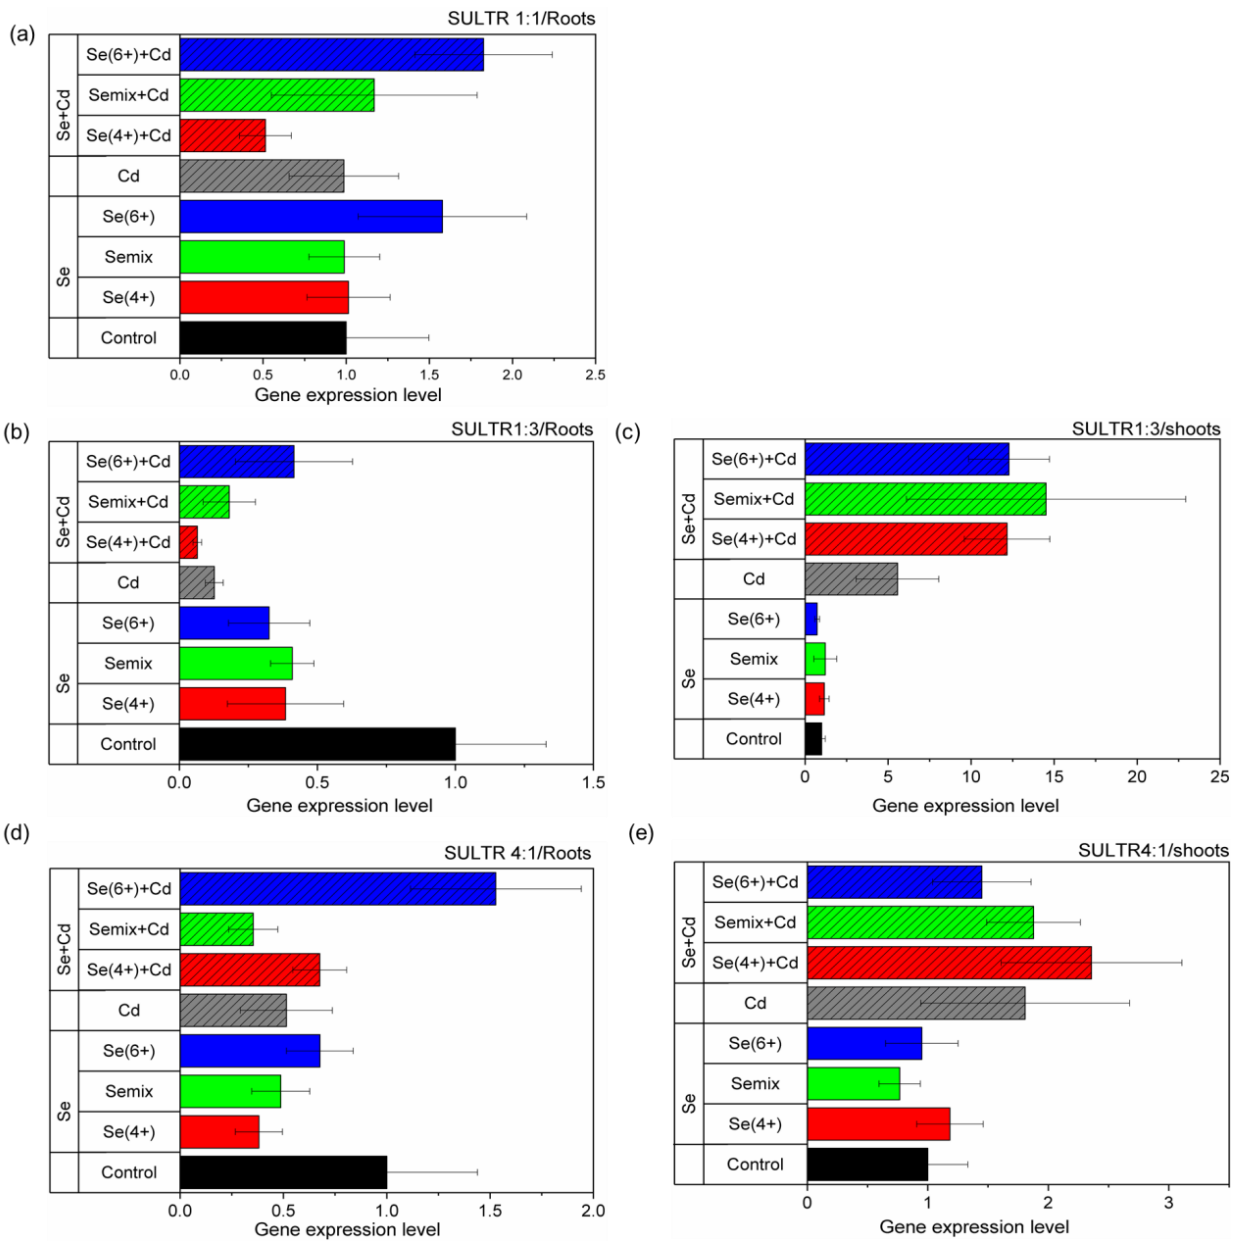 SULTR 1:1/Roots
(a)
Se+Cd
Se(6+)+Cd
Semix+Cd
Se(4+)+Cd
Cd
Se
Se(6+)
Semix
Se(4+)
Control
0.0 0.5 1.0 1.5 2.0 2.5
Gene expression level
(b)
SULTR1:3/Roots
Se+Cd
Se(6+)+Cd
Semix+Cd
Se(4+)+Cd
Cd
Se
Se(6+)
Semix
Se(4+)
Control
0.0 0.5 1.0 1.5
Gene expression level
(c)
SULTR1:3/shoots
Se+Cd
Se(6+)+Cd
Semix+Cd
Se(4+)+Cd
Cd
Se
Se(6+)
Semix
Se(4+)
Control
0 5 10 15 20 25
Gene expression level
(d)
SULTR 4:1/Roots
Se+Cd
Se(6+)+Cd
Semix+Cd
Se(4+)+Cd
Cd
Se
Se(6+)
Semix
Se(4+)
Control
0.0 0.5 1.0 1.5 2.0
Gene expression level
(e)
SULTR4:1/shoots
Se+Cd
Se(6+)+Cd
Semix+Cd
Se(4+)+Cd
Cd
Se
Se(6+)
Semix
Se(4+)
Control
0 1 2 3
Gene expression level